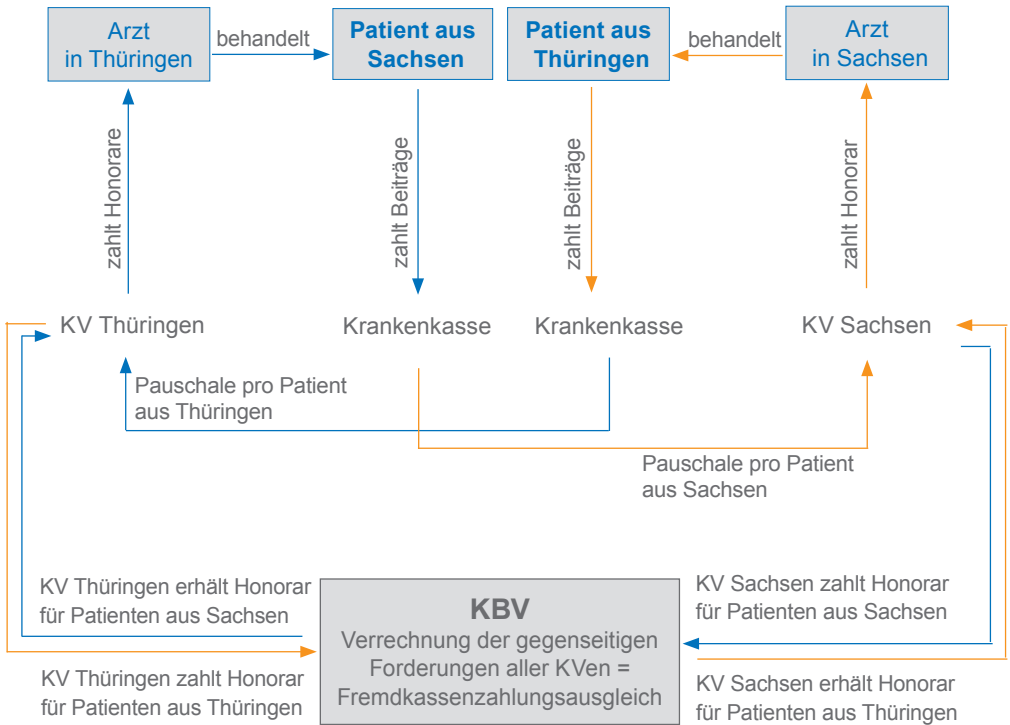 Arzt
in Thüringen
behandelt
Patient aus
Sachsen
Patient aus
Thüringen
behandelt
Arzt
in Sachsen
zahlt Honorare
zahlt Beiträge
zahlt Beiträge
zahlt Honorar
KV Thüringen
Krankenkasse
Krankenkasse
KV Sachsen
Pauschale pro Patient
aus Thüringen
Pauschale pro Patient
aus Sachsen
KV Thüringen erhält Honorar
für Patienten aus Sachsen
KV Thüringen zahlt Honorar
für Patienten aus Thüringen
KBV
Verrechnung der gegenseitigen
Forderungen aller KVen =
Fremdkassenzahlungsausgleich
KV Sachsen zahlt Honorar
für Patienten aus Sachsen
KV Sachsen erhält Honorar
für Patienten aus Thüringen